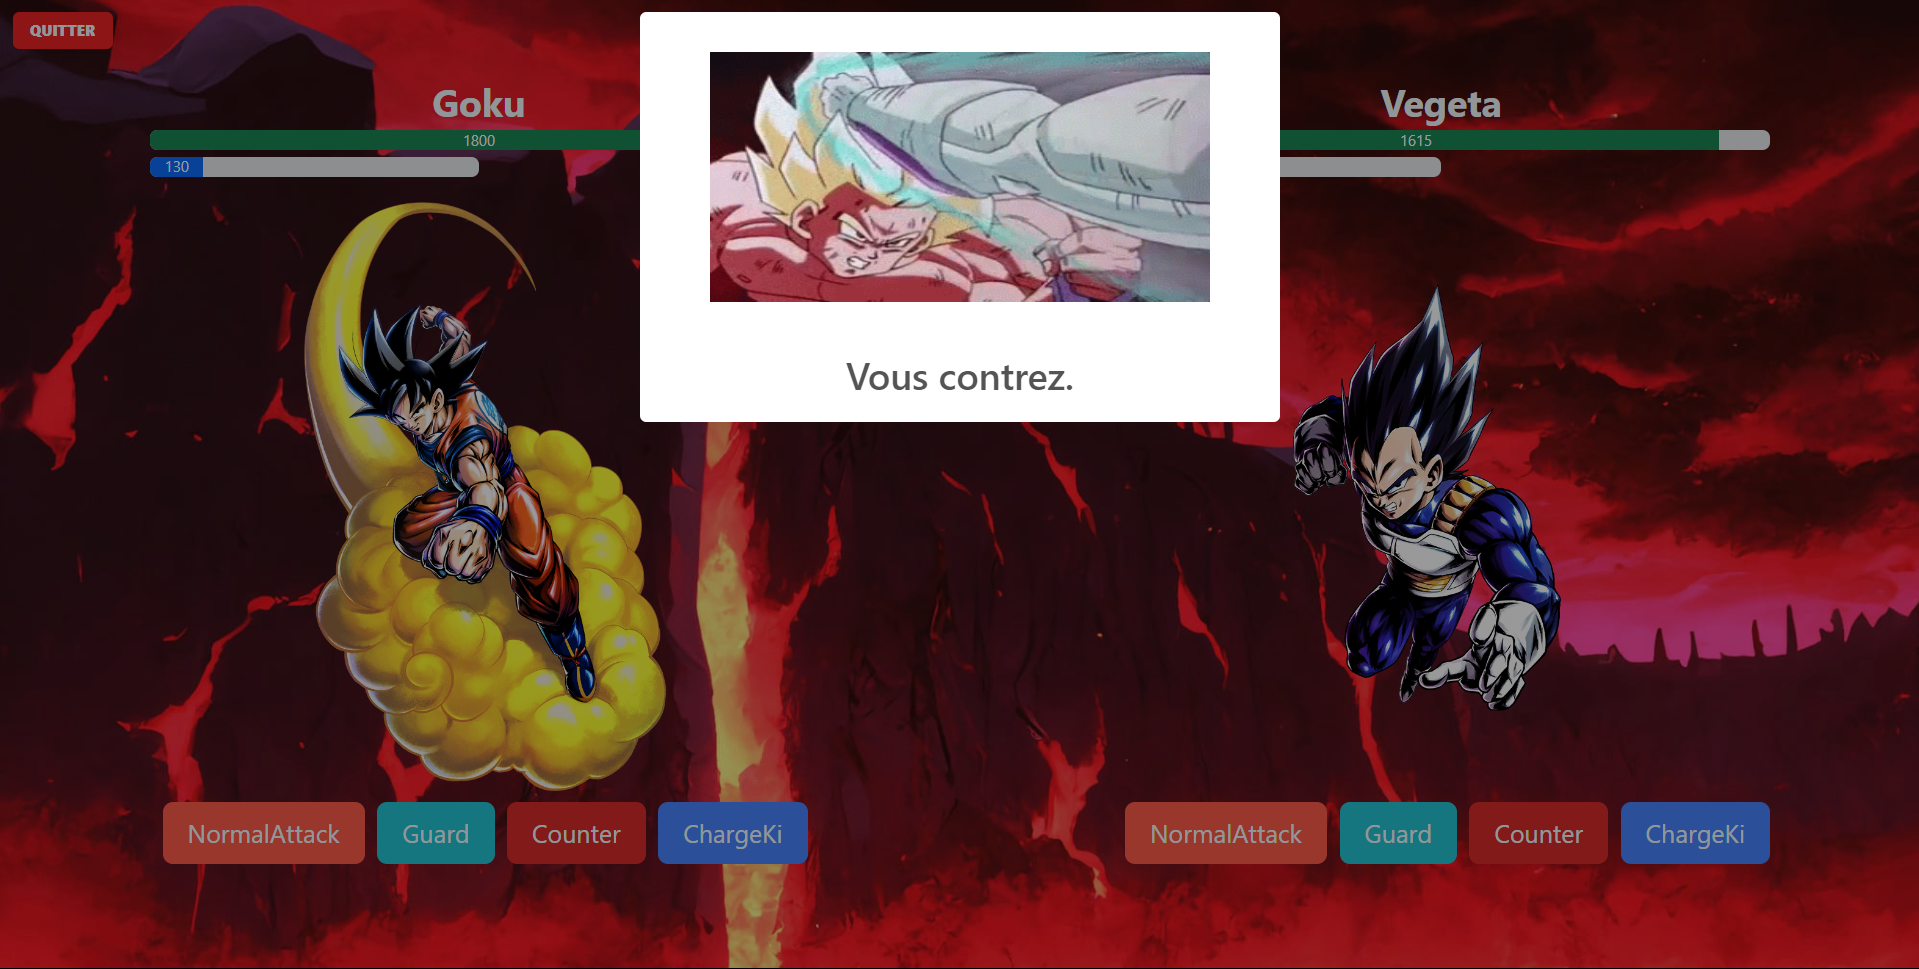 QUITTER
Goku
1800
130
Vegeta
1615
Vous contrez.
NormalAttack Guard Counter ChargeKi
NormalAttack Guard Counter ChargeKi